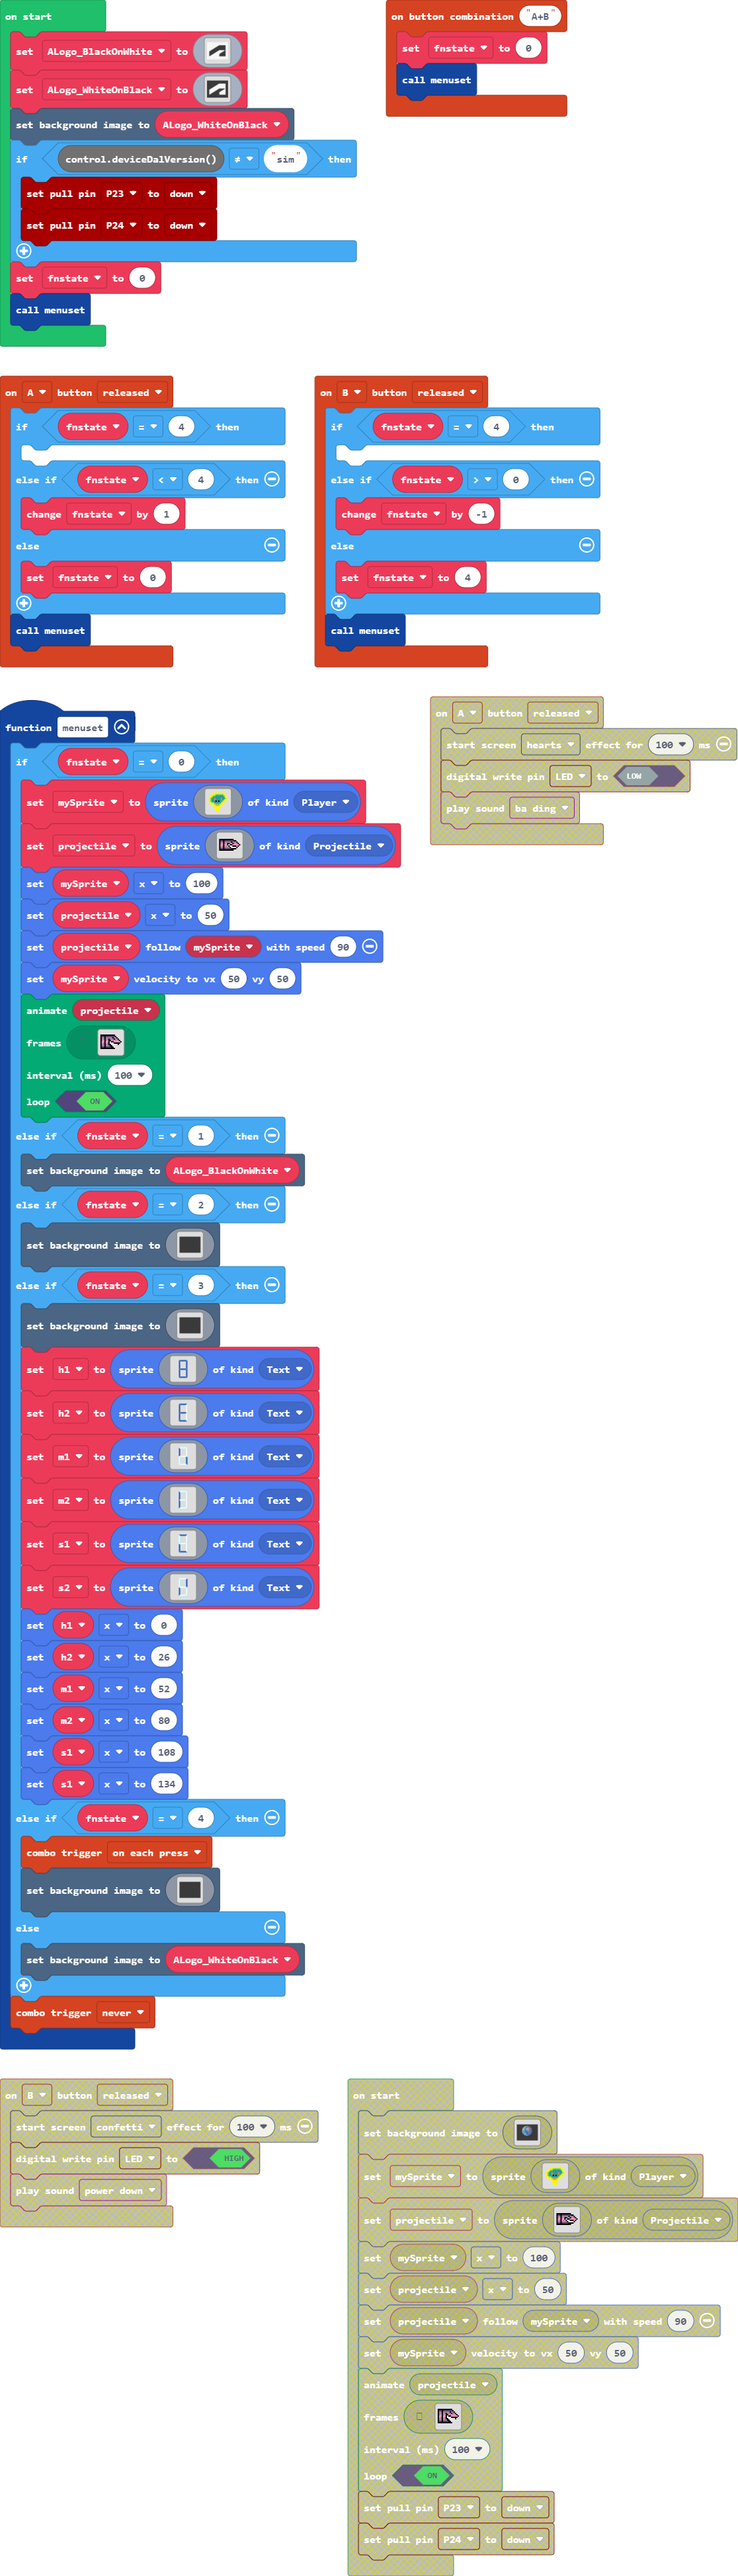 on start
set ALogo_BlackOnWhite to
set ALogo_WhiteOnBlack to
set background image to ALogo_WhiteOnBlack
if control.deviceDalVersion() ≠ "sim" then
set pull pin P23 to down
set pull pin P24 to down
set fnstate to 0
call menuset
on button combination "A+B"
set fnstate to 0
call menuset
on A button released
if fnstate = 4 then
else if fnstate < 4 then
change fnstate by 1
else
set fnstate to 0
call menuset
on B button released
if fnstate = 4 then
else if fnstate > 0 then
change fnstate by -1
else
set fnstate to 4
call menuset
function menuset
if fnstate = 0 then
set mySprite to sprite of kind Player
set projectile to sprite of kind Projectile
set mySprite x to 100
set projectile x to 50
set projectile follow mySprite with speed 90
set mySprite velocity to vx 50 vy 50
animate projectile
frames
interval (ms) 100
loop ON
else if fnstate = 1 then
set background image to ALogo_BlackOnWhite
else if fnstate = 2 then
set background image to
else if fnstate = 3 then
set background image to
set h1 to sprite of kind Text
set h2 to sprite of kind Text
set m1 to sprite of kind Text
set m2 to sprite of kind Text
set s1 to sprite of kind Text
set s2 to sprite of kind Text
set h1 x to 0
set h2 x to 26
set m1 x to 52
set m2 x to 80
set s1 x to 108
set s1 x to 134
else if fnstate = 4 then
combo trigger on each press
set background image to
else
set background image to ALogo_WhiteOnBlack
combo trigger never
on A button released
start screen hearts effect for 100 ms
digital write pin LED to LOW
play sound ba ding
on B button released
start screen confetti effect for 100 ms
digital write pin LED to HIGH
play sound power down
on start
set background image to
set mySprite to sprite of kind Player
set projectile to sprite of kind Projectile
set mySprite x to 100
set projectile x to 50
set projectile follow mySprite with speed 90
set mySprite velocity to vx 50 vy 50
animate projectile
frames
interval (ms) 100
loop ON
set pull pin P23 to down
set pull pin P24 to down